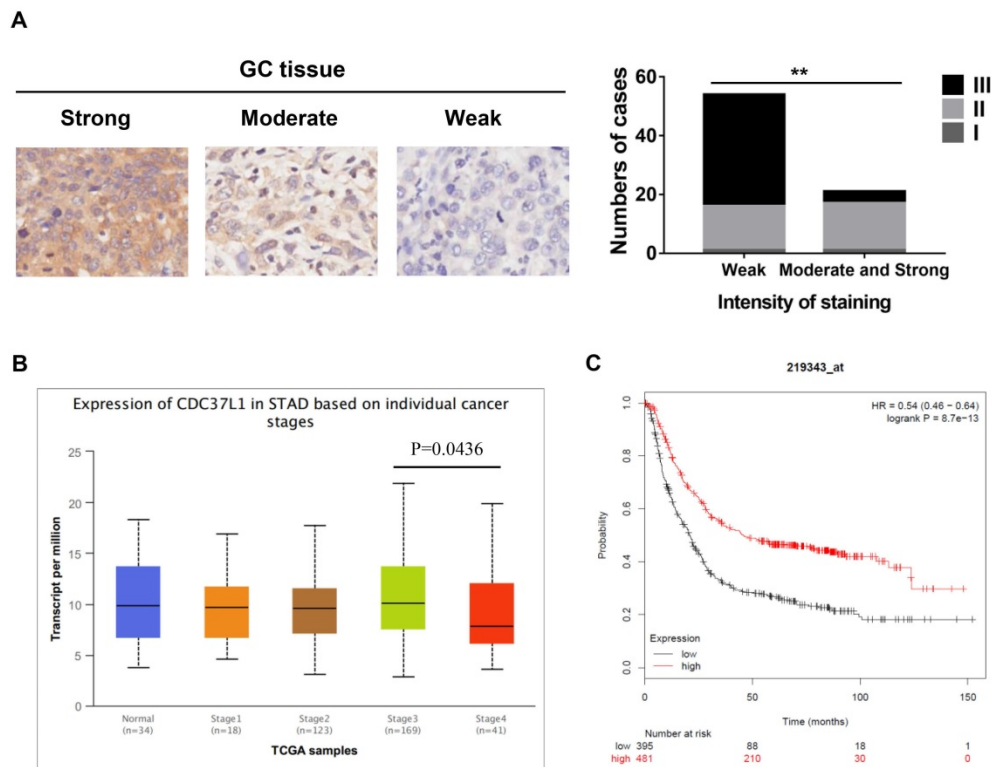 A
GC tissue
Strong Moderate Weak
Numbers of cases
60
40
20
0
**
III
II
I
Weak Moderate and Strong
Intensity of staining
B
Expression of CDC37L1 in STAD based on individual cancer
stages
P=0.0436
Transcript per million
25
20
15
10
5
0
Normal Stage1 Stage2 Stage3 Stage4
(n=34) (n=18) (n=123) (n=169) (n=41)
TCGA samples
C
219343_at
HR = 0.54 (0.46 − 0.64)
logrank P = 8.7e−13
Probability
1.0
0.8
0.6
0.4
0.2
0.0
Expression
low
high
0 50 100 150
Time (months)
Number at risk
low 395 88 18 1
high 481 210 30 0